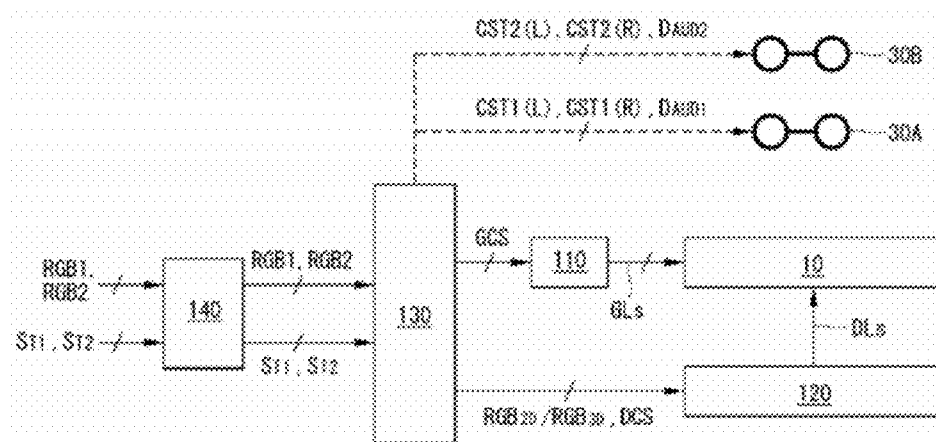 CST2(L), CST2(R), DAUD2
30B
CST1(L), CST1(R), DAUD1
30A
GCS
110
10
GLs
RGB1,
RGB2
RGB1, RGB2
140
130
DLs
ST1, ST2
ST1, ST2
120
RGB2D/RGB3D, DCS